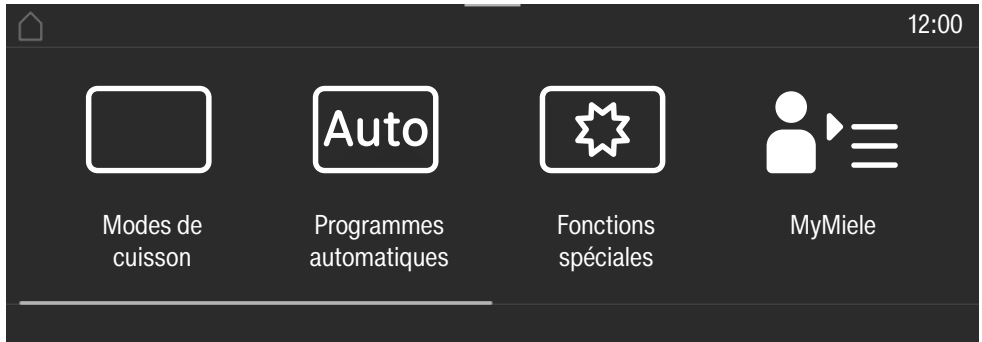 12:00
Auto
Modes de
cuisson
Programmes
automatiques
Fonctions
spéciales
MyMiele